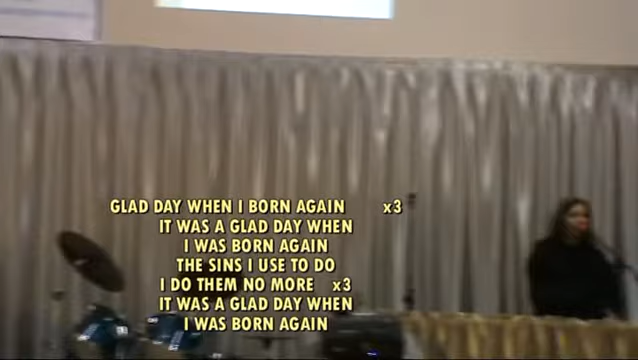 GLAD DAY WHEN I BORN AGAIN x3
IT WAS A GLAD DAY WHEN
I WAS BORN AGAIN
THE SINS I USE TO DO
I DO THEM NO MORE x3
IT WAS A GLAD DAY WHEN
I WAS BORN AGAIN